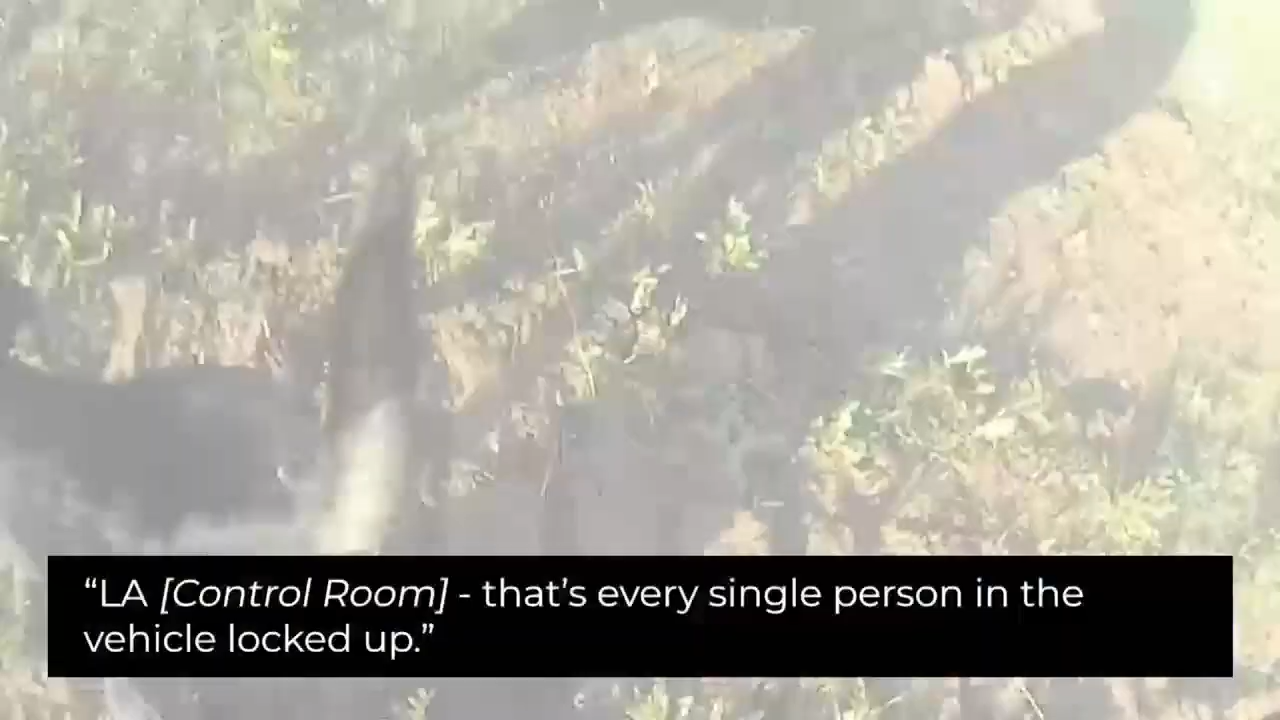 “LA [Control Room] - that’s every single person in the
vehicle locked up.”